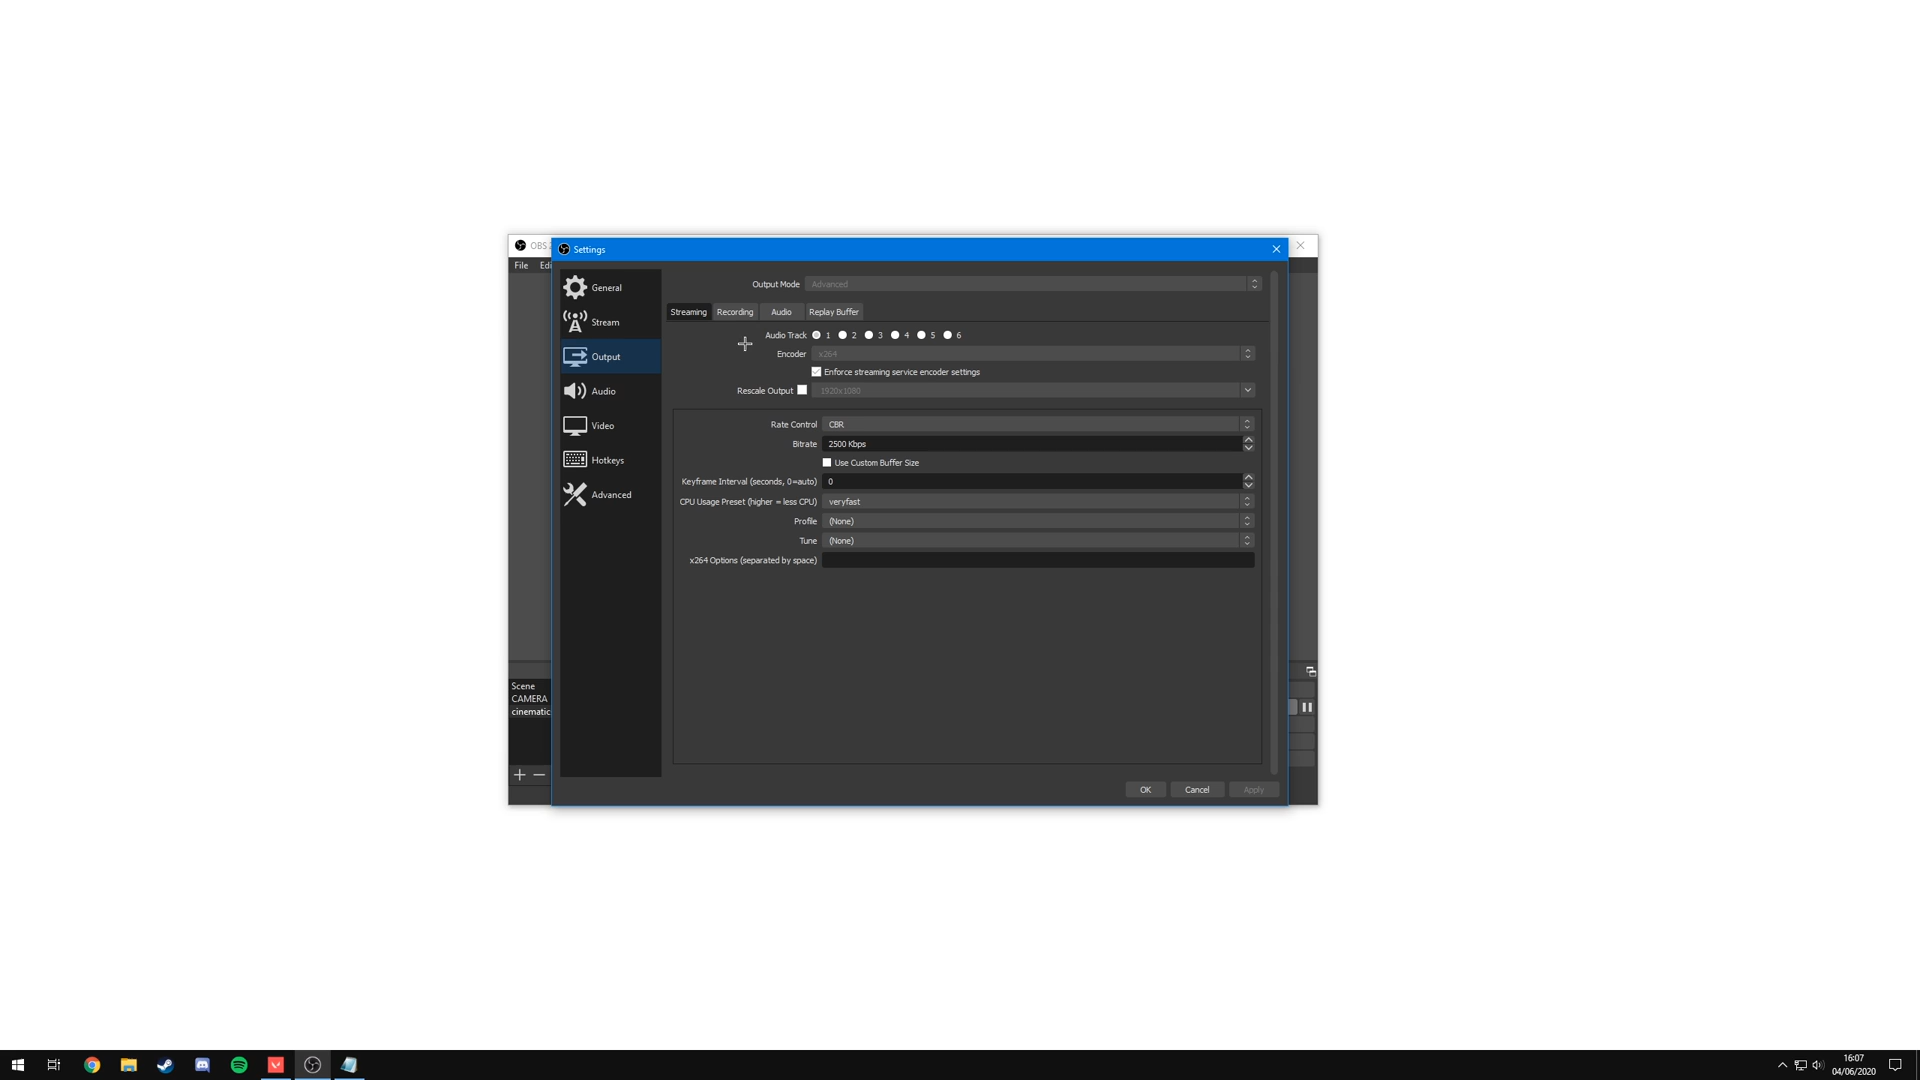 OBS 2
Settings
File Edi
General
Stream
Output
Audio
Video
Hotkeys
Advanced
Output Mode Advanced
Streaming Recording Audio Replay Buffer
Audio Track 1 2 3 4 5 6
Encoder x264
Enforce streaming service encoder settings
Rescale Output 1920x1080
Rate Control CBR
Bitrate 2500 Kbps
Use Custom Buffer Size
Keyframe Interval (seconds, 0=auto) 0
CPU Usage Preset (higher = less CPU) veryfast
Profile (None)
Tune (None)
x264 Options (separated by space)
Scene
CAMERA
cinematic
OK Cancel Apply
16:07
04/06/2020